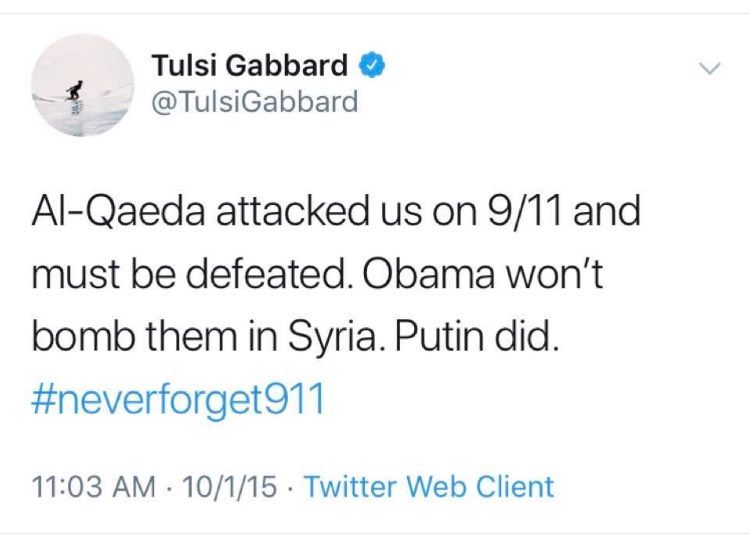 Tulsi Gabbard
@TulsiGabbard
Al-Qaeda attacked us on 9/11 and
must be defeated. Obama won’t
bomb them in Syria. Putin did.
#neverforget911
11:03 AM · 10/1/15 · Twitter Web Client